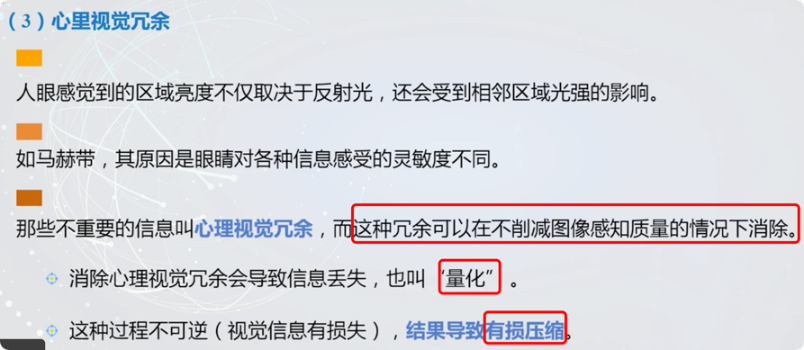 （3）心里视觉冗余
人眼感觉到的区域亮度不仅取决于反射光，还会受到相邻区域光强的影响。
如马赫带，其原因是眼睛对各种信息感受的灵敏度不同。
那些不重要的信息叫心理视觉冗余，而这种冗余可以在不削减图像感知质量的情况下消除。
消除心理视觉冗余会导致信息丢失，也叫“量化”。
这种过程不可逆（视觉信息有损失），结果导致有损压缩。